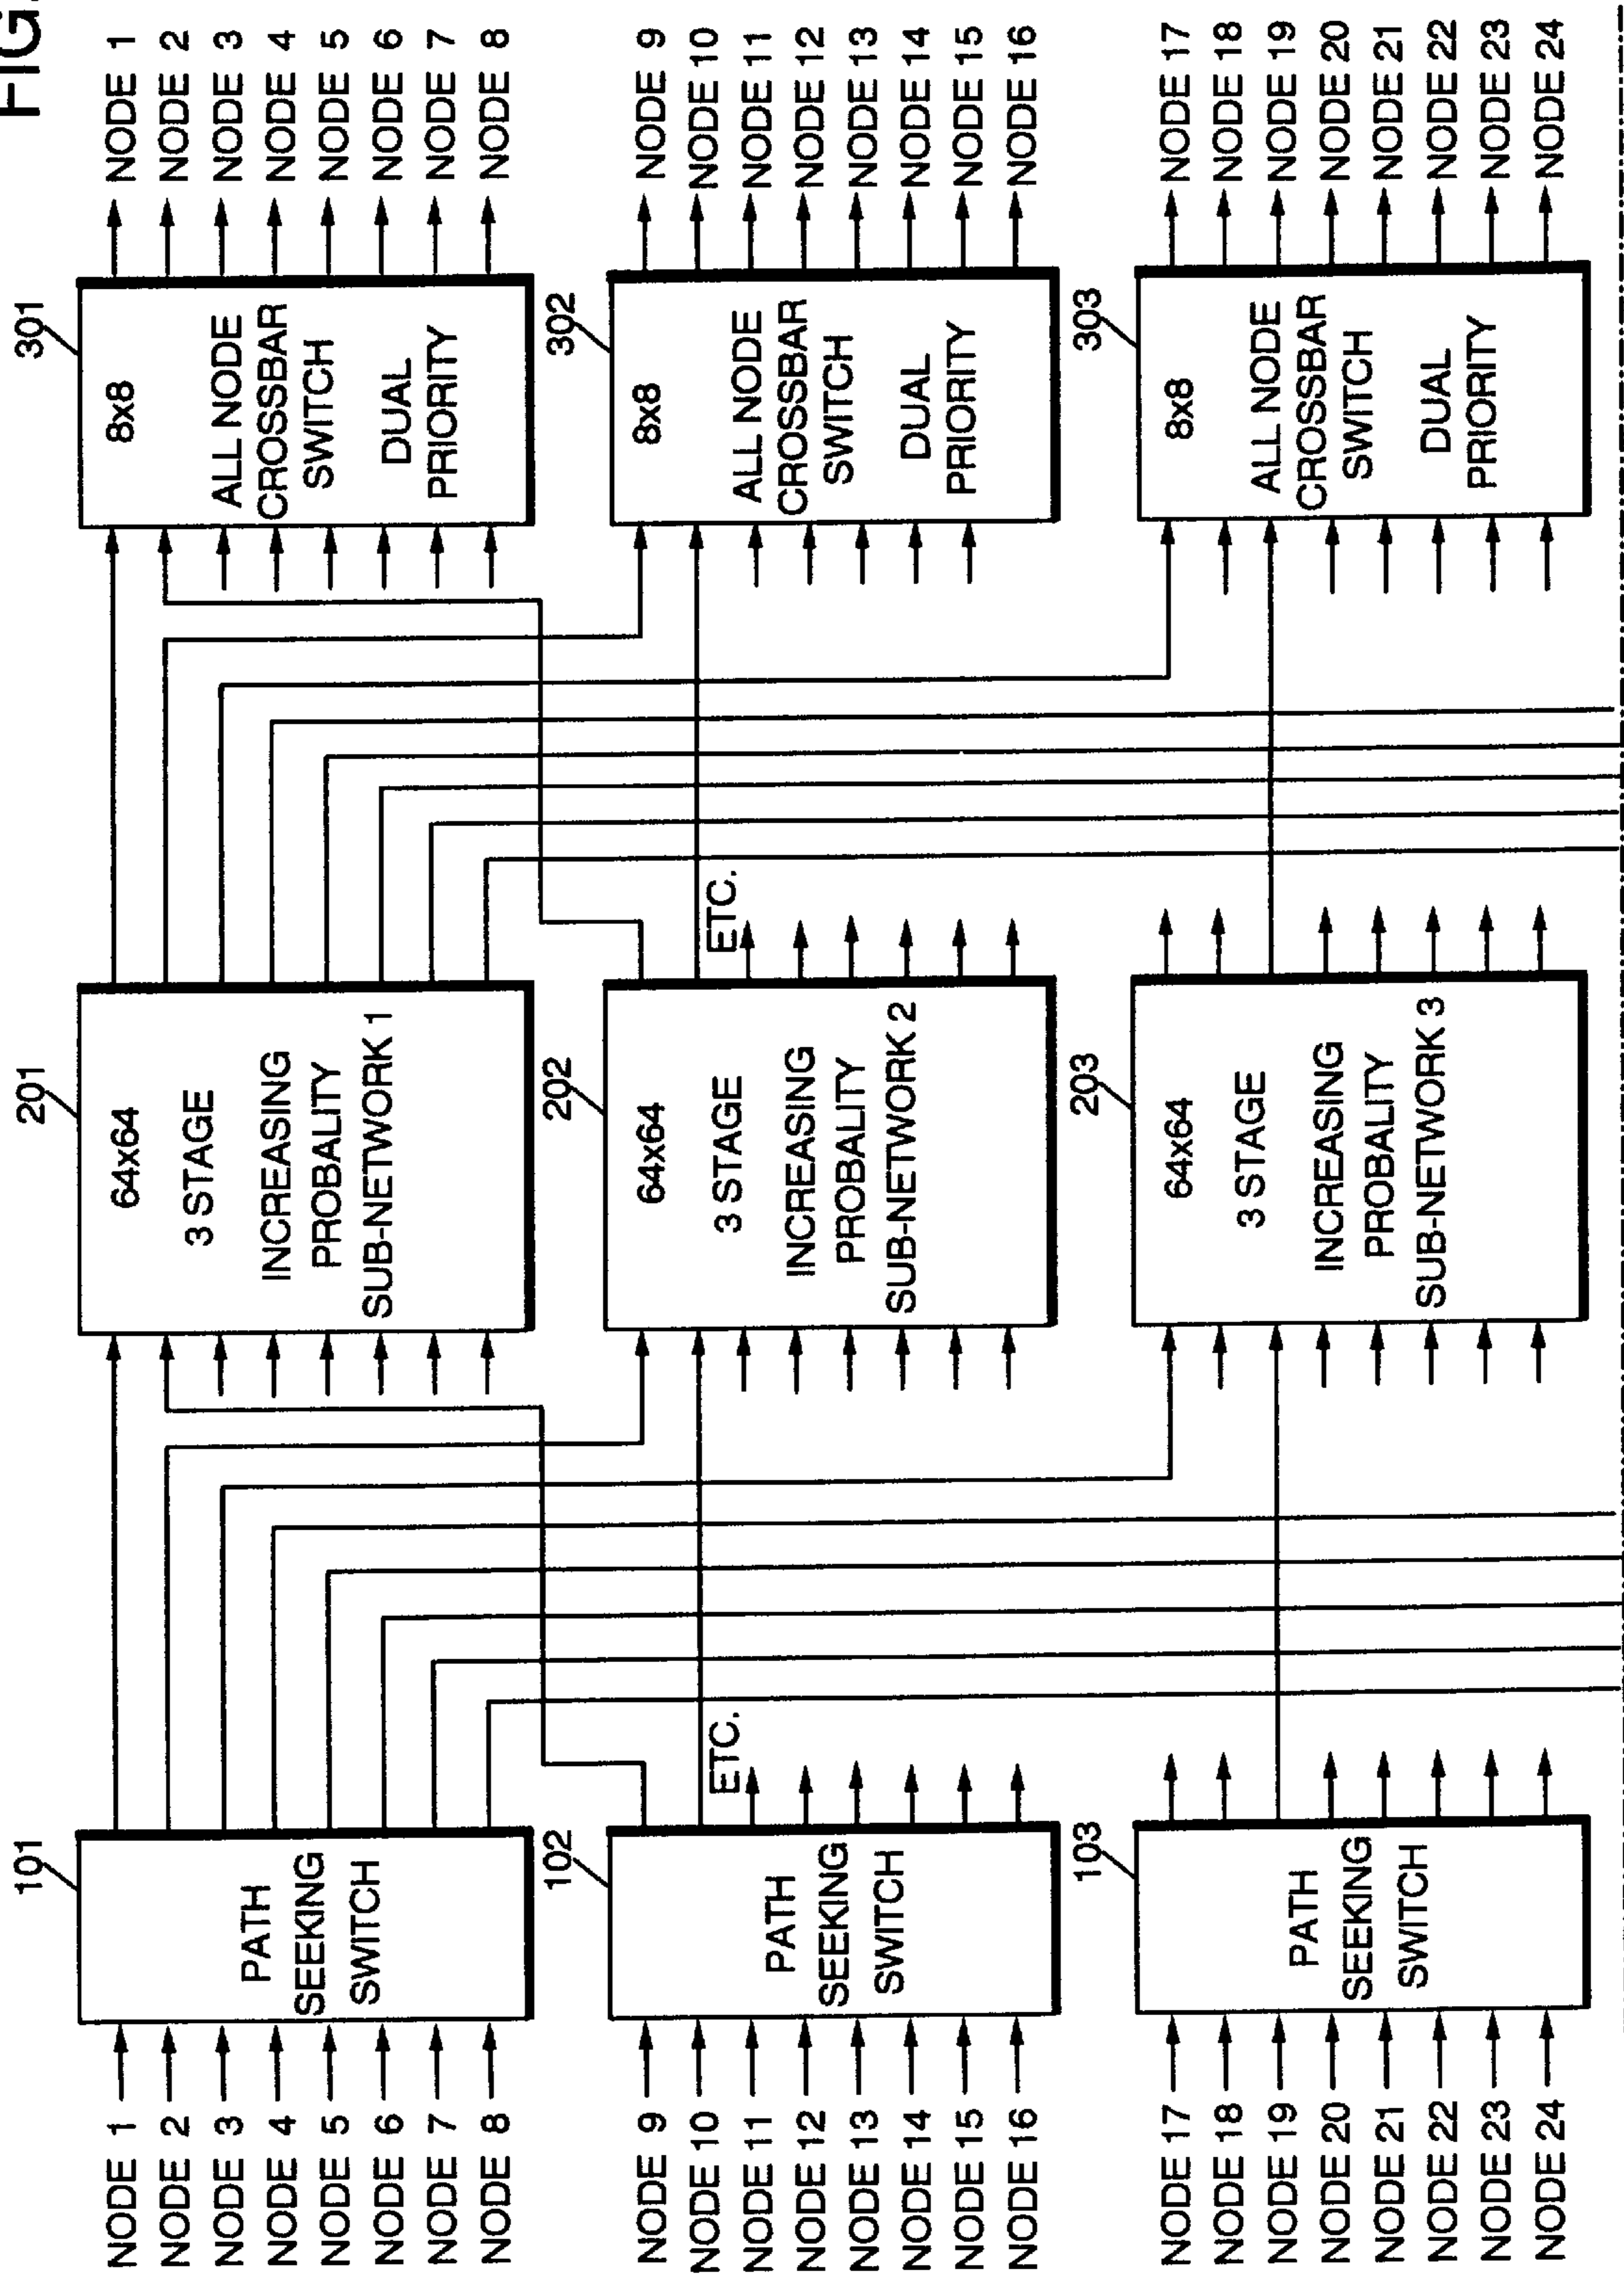 FIG.
NODE 1
NODE 2
NODE 3
NODE 4
NODE 5
NODE 6
NODE 7
NODE 8
101
PATH
SEEKING
SWITCH
201
64x64
3 STAGE
INCREASING
PROBALITY
SUB-NETWORK 1
301
8x8
ALL NODE
CROSSBAR
SWITCH
DUAL
PRIORITY
NODE 1
NODE 2
NODE 3
NODE 4
NODE 5
NODE 6
NODE 7
NODE 8
NODE 9
NODE 10
NODE 11
NODE 12
NODE 13
NODE 14
NODE 15
NODE 16
102
PATH
SEEKING
SWITCH
ETC.
202
64x64
3 STAGE
INCREASING
PROBALITY
SUB-NETWORK 2
ETC.
302
8x8
ALL NODE
CROSSBAR
SWITCH
DUAL
PRIORITY
NODE 9
NODE 10
NODE 11
NODE 12
NODE 13
NODE 14
NODE 15
NODE 16
NODE 17
NODE 18
NODE 19
NODE 20
NODE 21
NODE 22
NODE 23
NODE 24
103
PATH
SEEKING
SWITCH
203
64x64
3 STAGE
INCREASING
PROBALITY
SUB-NETWORK 3
303
8x8
ALL NODE
CROSSBAR
SWITCH
DUAL
PRIORITY
NODE 17
NODE 18
NODE 19
NODE 20
NODE 21
NODE 22
NODE 23
NODE 24